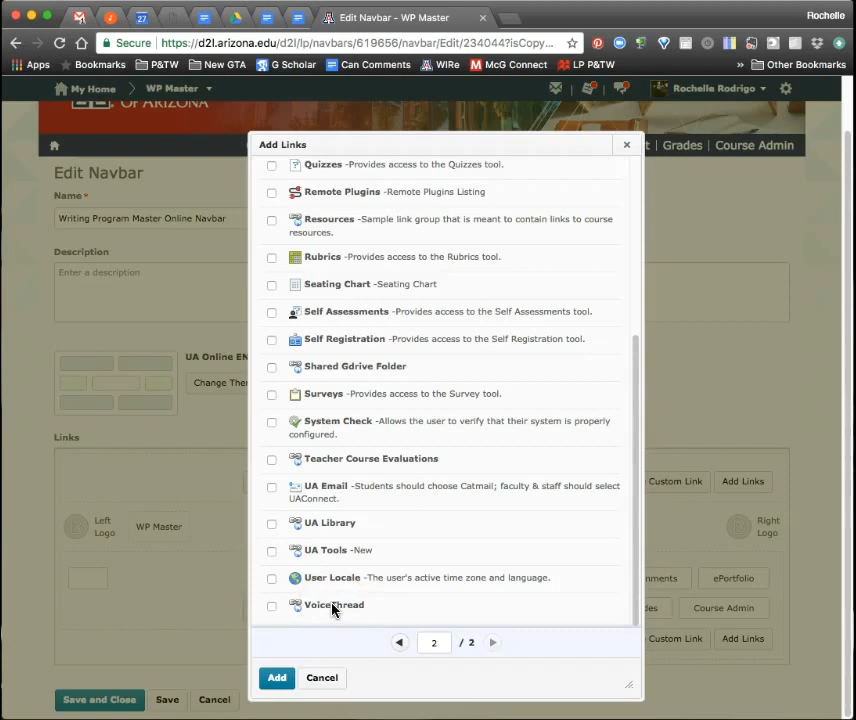 Edit Navbar - WP Master
Rochelle
Secure
https://d2l.arizona.edu/d2l/lp/navbars/619656/navbar/Edit/234044?isCopy...
Apps
Bookmarks
P&TW
New GTA
G Scholar
Can Comments
WIRe
McG Connect
LP P&TW
Other Bookmarks
My Home
WP Master
Rochelle Rodrigo
OF ARIZONA
Grades
Course Admin
Edit Navbar
Name *
Writing Program Master Online Navbar
Description
Enter a description
UA Online EN
Change Ther
Links
Left
Logo
WP Master
Add Links
Quizzes -Provides access to the Quizzes tool.
Remote Plugins -Remote Plugins Listing
Resources -Sample link group that is meant to contain links to course
resources.
Rubrics -Provides access to the Rubrics tool.
Seating Chart -Seating Chart
Self Assessments -Provides access to the Self Assessments tool.
Self Registration -Provides access to the Self Registration tool.
Shared Gdrive Folder
Surveys -Provides access to the Survey tool.
System Check -Allows the user to verify that their system is properly
configured.
Teacher Course Evaluations
UA Email -Students should choose Catmail; faculty & staff should select
UAConnect.
UA Library
UA Tools -New
User Locale -The user's active time zone and language.
VoiceThread
2 / 2
Add
Cancel
Custom Link
Add Links
Right
Logo
ments
ePortfolio
des
Course Admin
Custom Link
Add Links
Save and Close
Save
Cancel